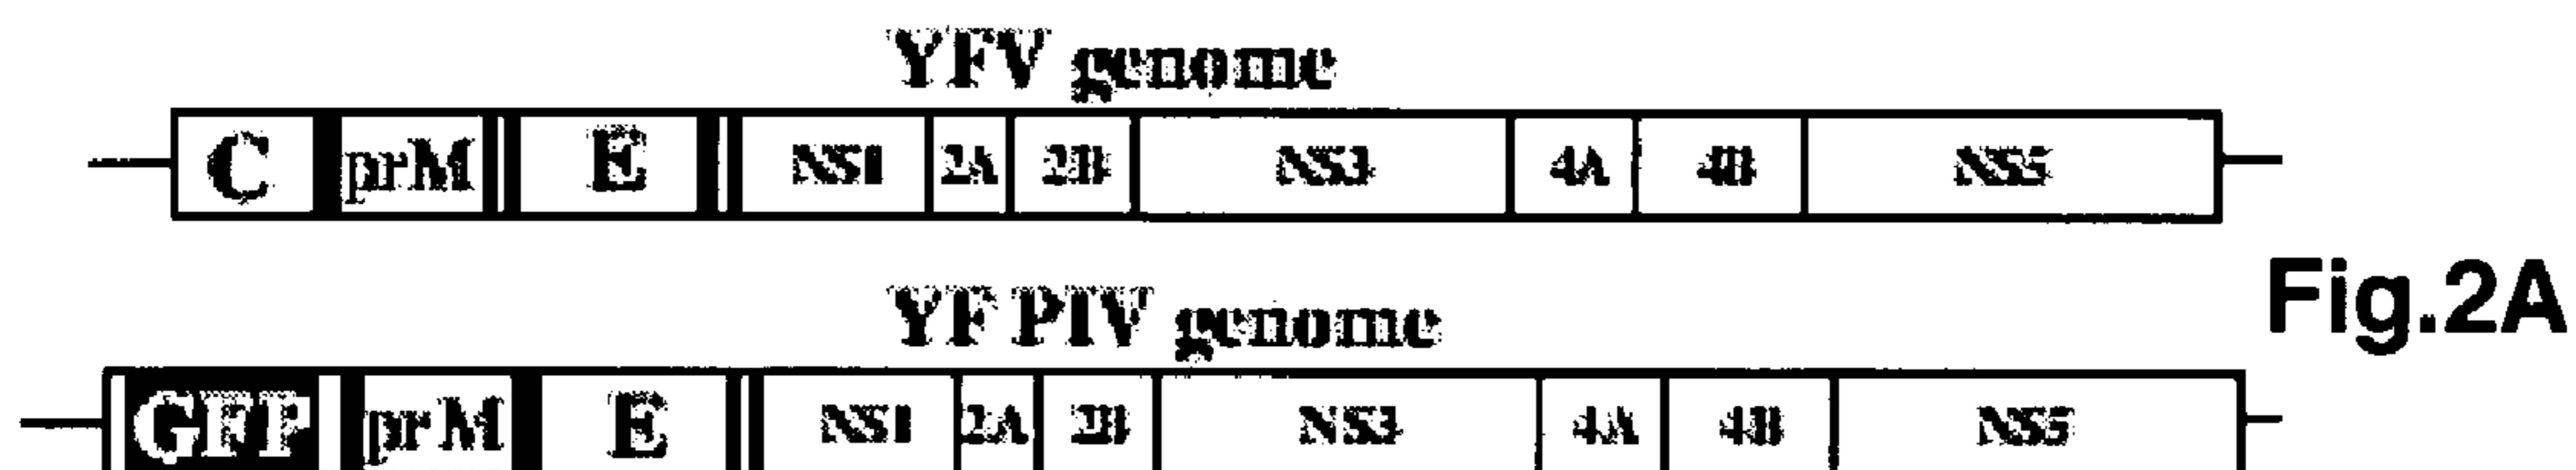 YFV genome
C prM E NS1 2A 2B NS3 4A 4B NS5
Fig.2A
YF PIV genome
GFP prM E NS1 2A 2B NS3 4A 4B NS5